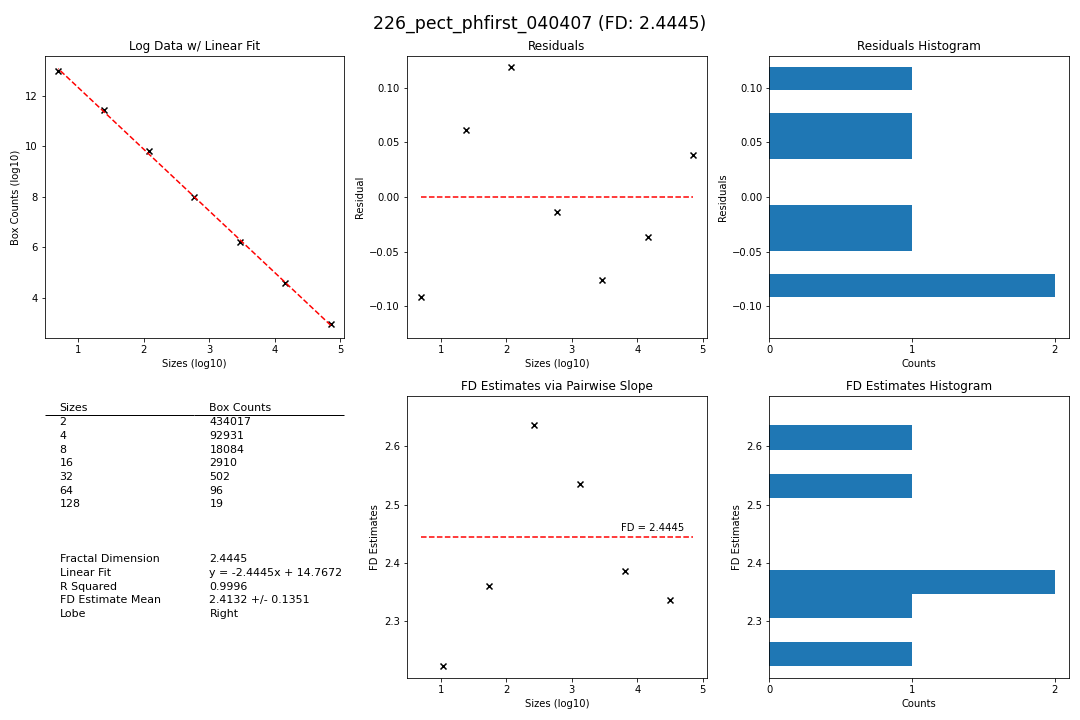 226_pect_phfirst_040407 (FD: 2.4445)
Log Data w/ Linear Fit
Box Counts (log10)
12
10
8
6
4
1 2 3 4 5
Sizes (log10)
Residuals
Residual
0.10
0.05
0.00
−0.05
−0.10
1 2 3 4 5
Sizes (log10)
Residuals Histogram
Residuals
0.10
0.05
0.00
−0.05
−0.10
0 1 2
Counts
Sizes Box Counts
2 434017
4 92931
8 18084
16 2910
32 502
64 96
128 19
Fractal Dimension 2.4445
Linear Fit y = -2.4445x + 14.7672
R Squared 0.9996
FD Estimate Mean 2.4132 +/- 0.1351
Lobe Right
FD Estimates via Pairwise Slope
FD Estimates
2.6
2.5
2.4
2.3
FD = 2.4445
1 2 3 4 5
Sizes (log10)
FD Estimates Histogram
FD Estimates
2.6
2.5
2.4
2.3
0 1 2
Counts